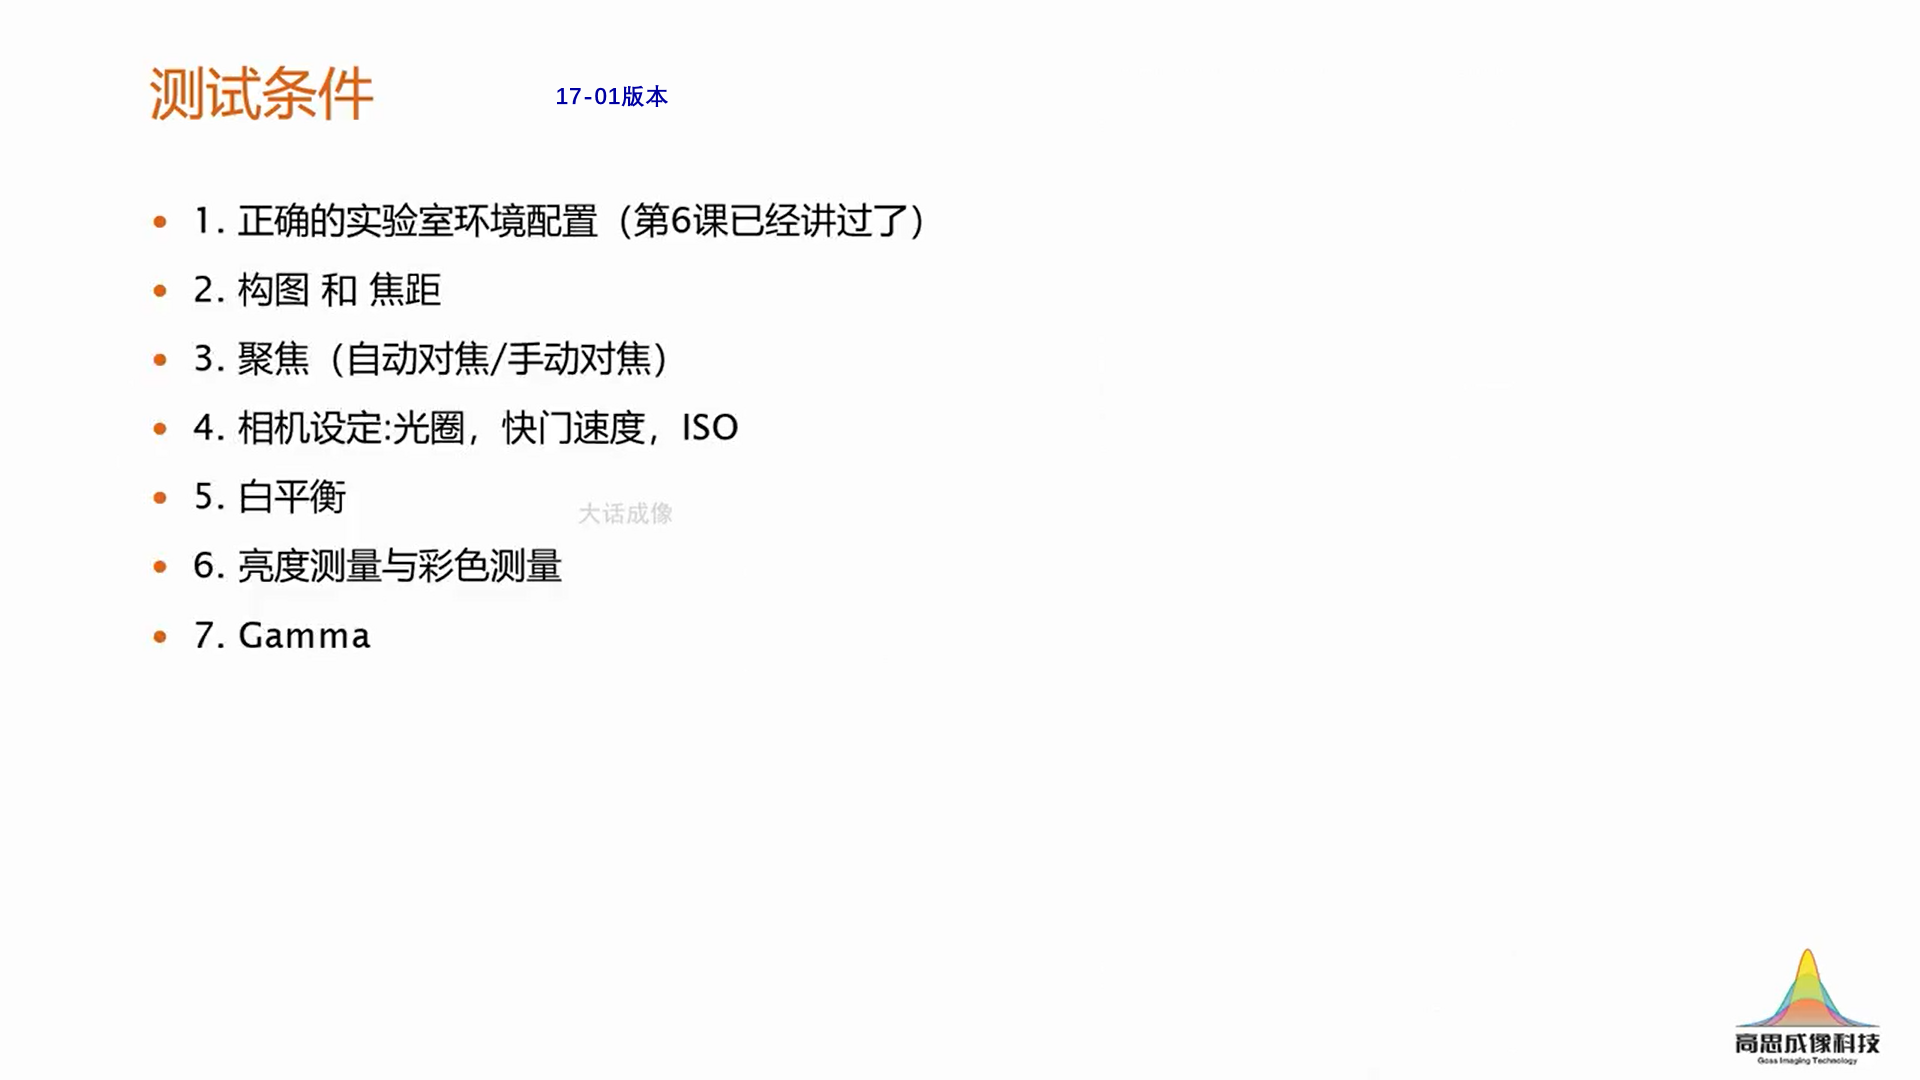 测试条件
17-01版本
• 1. 正确的实验室环境配置（第6课已经讲过了）
• 2. 构图 和 焦距
• 3. 聚焦（自动对焦/手动对焦）
• 4. 相机设定:光圈，快门速度，ISO
• 5. 白平衡
大话成像
• 6. 亮度测量与彩色测量
• 7. Gamma
高思成像科技
Goss Imaging Technology